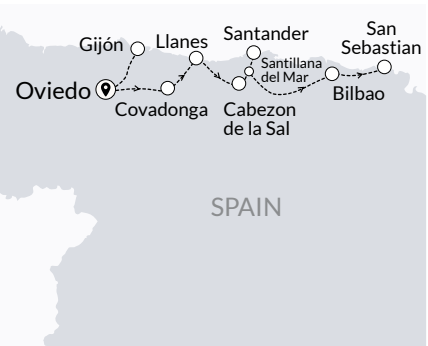 Gijón
Llanes
Santander
San
Sebastian
Santillana
del Mar
Oviedo
Covadonga
Cabezon
de la Sal
Bilbao
SPAIN